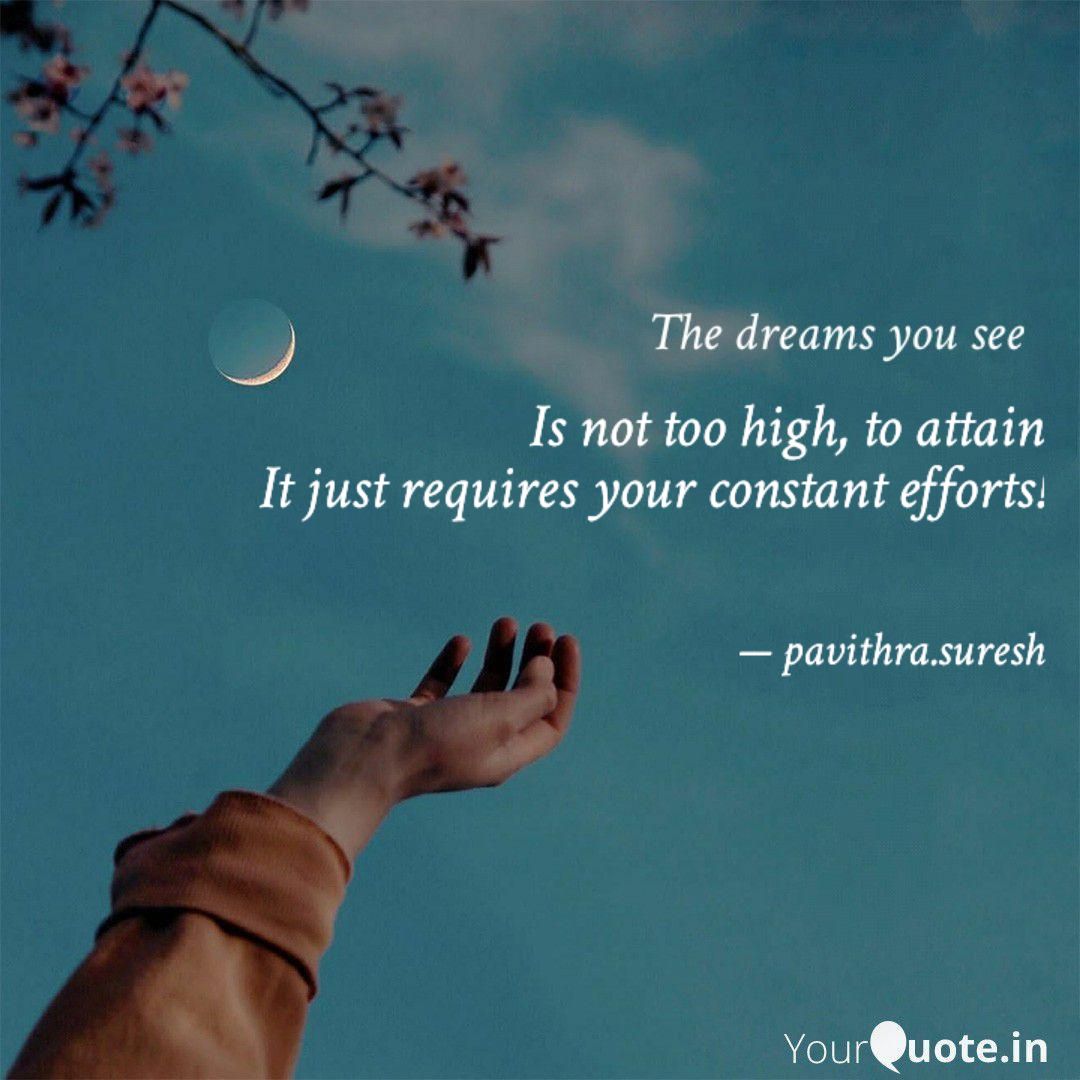 The dreams you see
Is not too high, to attain
It just requires your constant efforts!
— pavithra.suresh
YourQuote.in